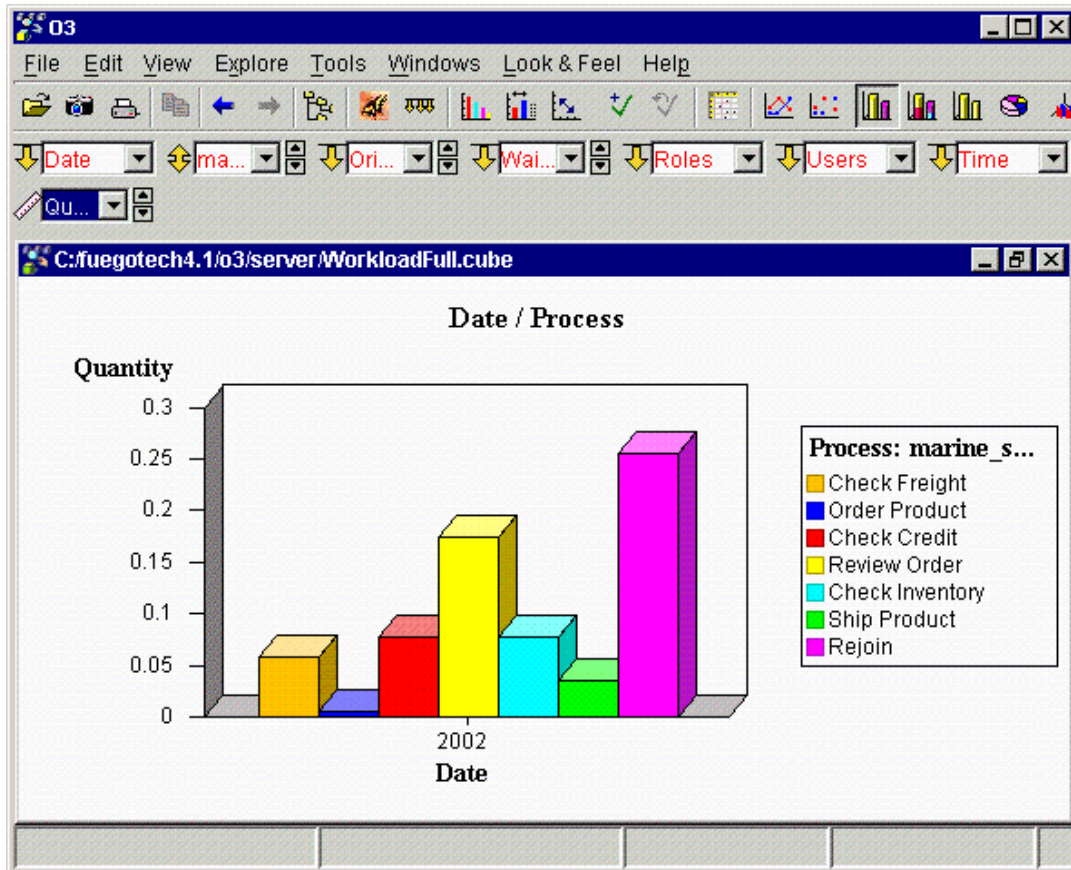 O3
File Edit View Explore Tools Windows Look & Feel Help
Date ma... Ori... Wai... Roles Users Time
Qu...
C:/fuegotech4.1/o3/server/WorkloadFull.cube
Date / Process
Quantity
0.3
0.25
0.2
0.15
0.1
0.05
0
2002
Date
Process: marine_s...
Check Freight
Order Product
Check Credit
Review Order
Check Inventory
Ship Product
Rejoin